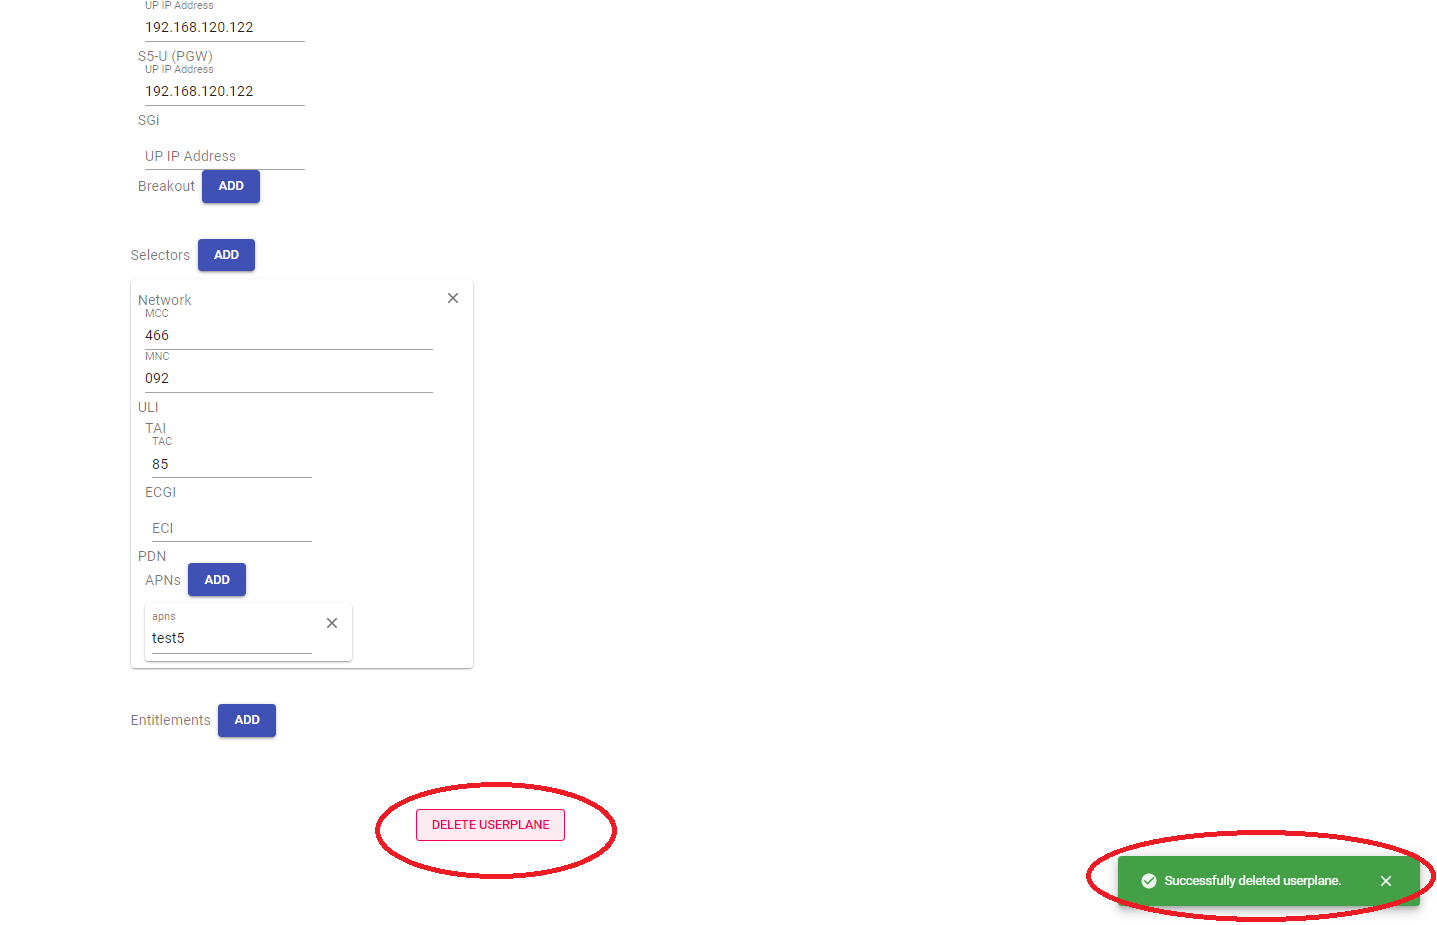 UP IP Address
192.168.120.122
S5-U (PGW)
UP IP Address
192.168.120.122
SGi
UP IP Address
Breakout ADD
Selectors ADD
Network
MCC
466
MNC
092
ULI
TAI
TAC
85
ECGI
ECI
PDN
APNs ADD
apns
test5
Entitlements ADD
DELETE USERPLANE
Successfully deleted userplane.